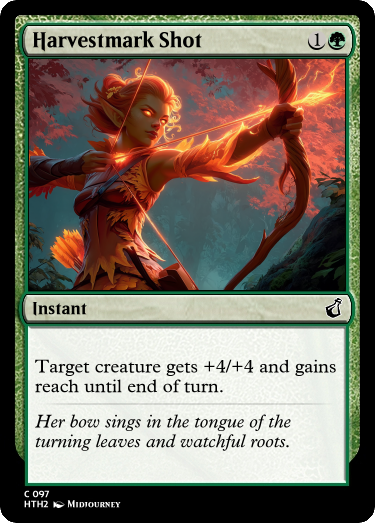 Harvestmark Shot 1
Instant
Target creature gets +4/+4 and gains
reach until end of turn.
Her bow sings in the tongue of the
turning leaves and watchful roots.
C 097
HTH2 Midjourney